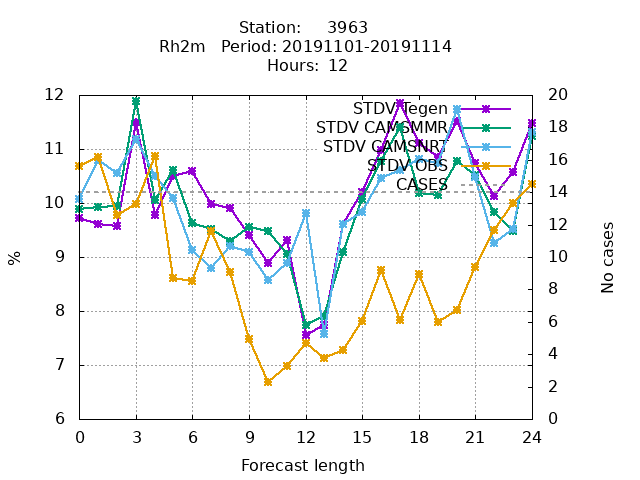 Station: 3963
Rh2m Period: 20191101-20191114
Hours: 12
12
11
10
9
8
7
6
%
20
18
16
14
12
10
8
6
4
2
0
No cases
STDV Tegen
STDV CAMSMMR
STDV CAMSNRT
STDV OBS
CASES
0 3 6 9 12 15 18 21 24
Forecast length